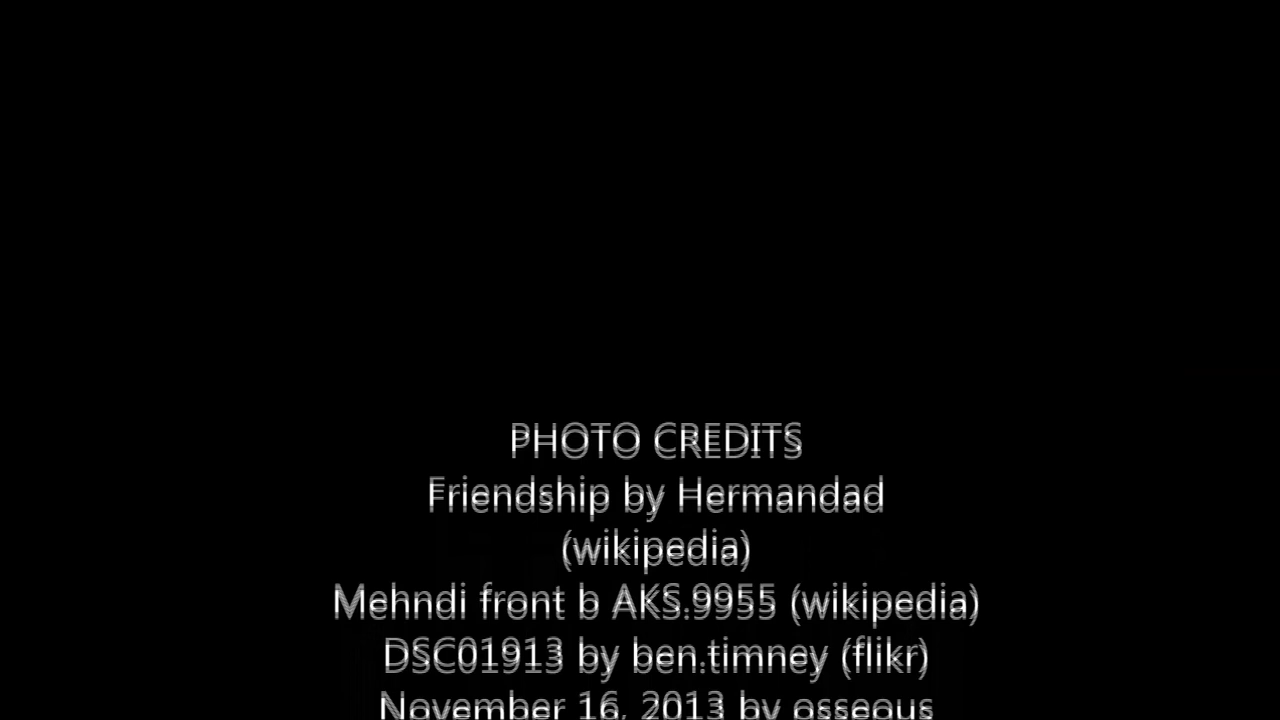 PHOTO CREDITS
Friendship by Hermandad
(wikipedia)
Mehndi front b AKS.9955 (wikipedia)
DSC01913 by ben.timney (flikr)
November 16, 2013 by osseous